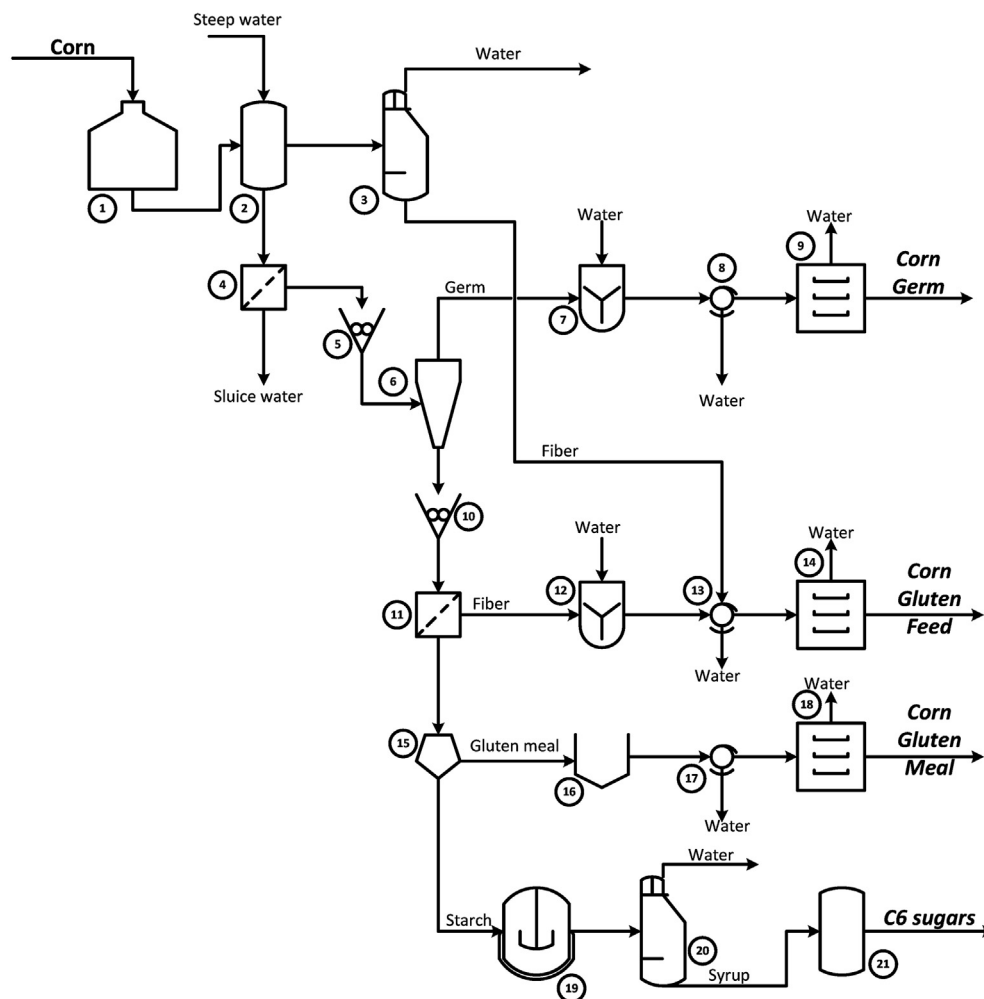 Steep water
Corn
Water
1
2
3
4
5
6
Sluice water
Germ
Water
7
8
9
Water
Water
Corn
Germ
Fiber
10
11
Fiber
Water
12
13
14
Water
Water
Corn
Gluten
Feed
15
Gluten meal
16
17
18
Water
Water
Corn
Gluten
Meal
Starch
19
Water
20
Syrup
21
C6 sugars